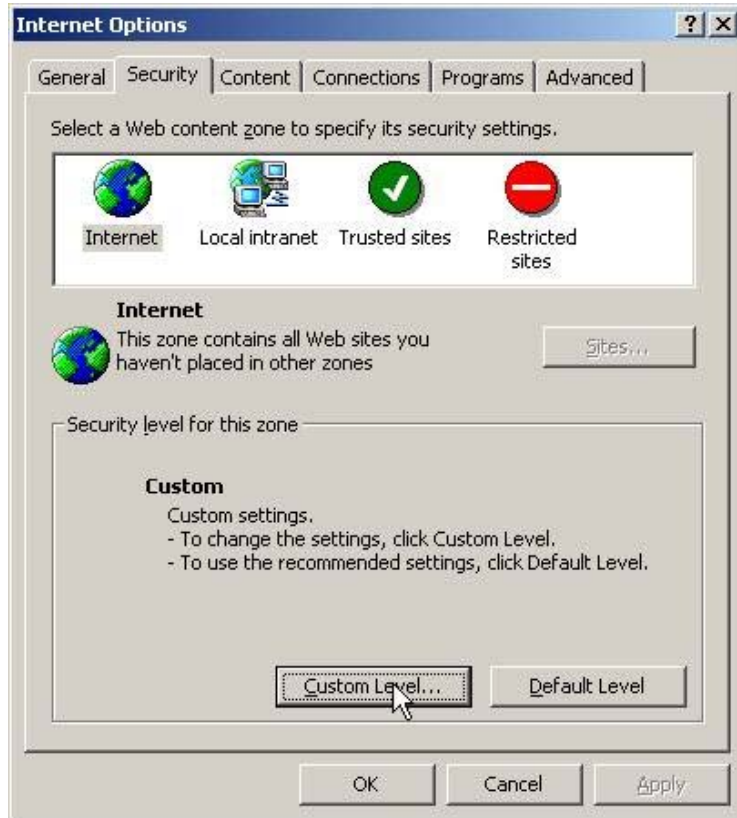 Internet Options
General Security Content Connections Programs Advanced
Select a Web content zone to specify its security settings.
Internet Local intranet Trusted sites Restricted
sites
Internet
This zone contains all Web sites you
haven't placed in other zones
Sites...
Security level for this zone
Custom
Custom settings.
- To change the settings, click Custom Level.
- To use the recommended settings, click Default Level.
Custom Level... Default Level
OK Cancel Apply